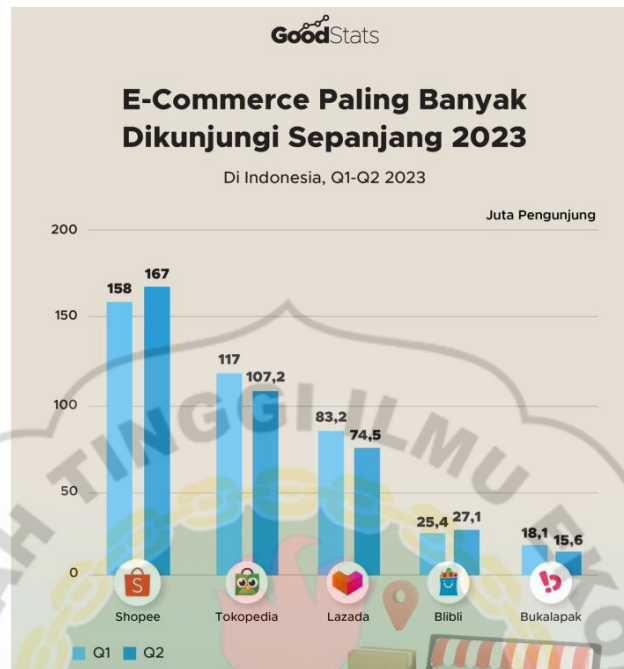 GoodStats
E-Commerce Paling Banyak
Dikunjungi Sepanjang 2023
Di Indonesia, Q1-Q2 2023
Juta Pengunjung
200
150
100
50
0
158
167
117
107,2
83,2
74,5
25,4
27,1
18,1
15,6
Shopee
Tokopedia
Lazada
Blibli
Bukalapak
Q1
Q2
TINGGI ILMU